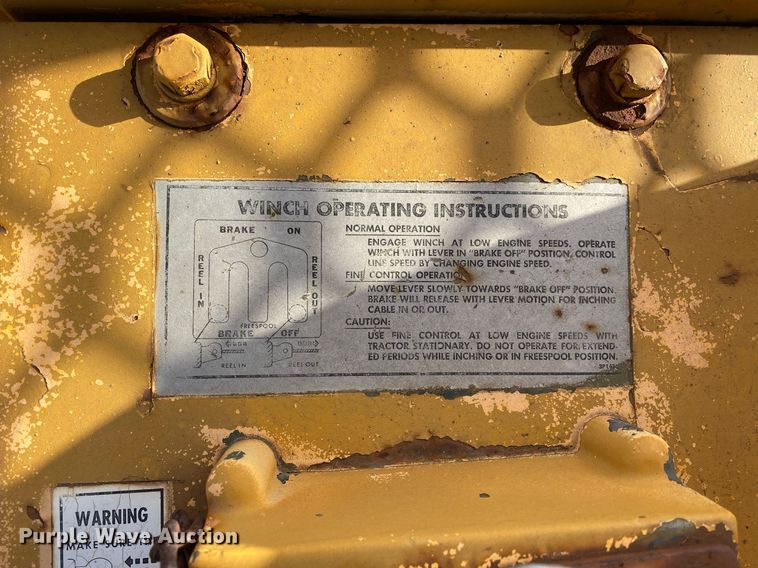 WINCH OPERATING INSTRUCTIONS
BRAKE ON
REEL IN
REEL OUT
FREESPOOL
BRAKE OFF
REEL IN
REEL OUT
NORMAL OPERATION
ENGAGE WINCH AT LOW ENGINE SPEEDS. OPERATE
WINCH WITH LEVER IN "BRAKE OFF" POSITION. CONTROL
LINE SPEED BY CHANGING ENGINE SPEED.
FINE CONTROL OPERATION
MOVE LEVER SLOWLY TOWARDS "BRAKE OFF" POSITION.
BRAKE WILL RELEASE WITH LEVER MOTION FOR INCHING
CABLE IN OR OUT.
CAUTION:
USE FINE CONTROL AT LOW ENGINE SPEEDS WITH
TRACTOR STATIONARY. DO NOT OPERATE FOR EXTEND-
ED PERIODS WHILE INCHING OR IN FREESPOOL POSITION.
WARNING
MAKE SURE
Purple Wave Auction